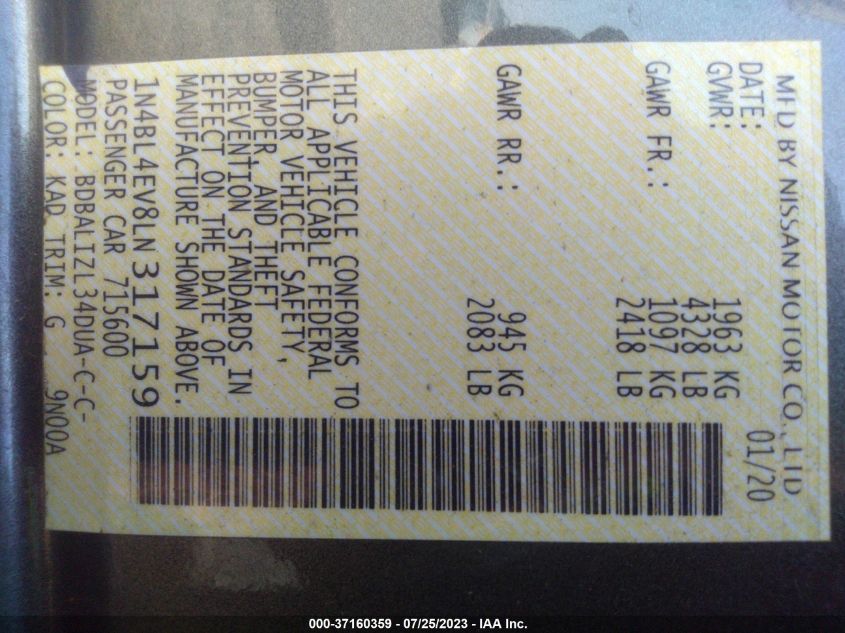 MFD BY NISSAN MOTOR CO., LTD
DATE: 01/20
GVWR: 1963 KG
4328 LB
GAWR FR.: 1097 KG
2418 LB
GAWR RR.: 945 KG
2083 LB
THIS VEHICLE CONFORMS TO
ALL APPLICABLE FEDERAL
MOTOR VEHICLE SAFETY,
BUMPER, AND THEFT
PREVENTION STANDARDS IN
EFFECT ON THE DATE OF
MANUFACTURE SHOWN ABOVE.
1N4BL4EV8LN317159
PASSENGER CAR 715600
MODEL: BDBALIZL34DUA-C-C-
COLOR: KAD TRIM: G 9N00A
000-37160359 - 07/25/2023 - IAA Inc.